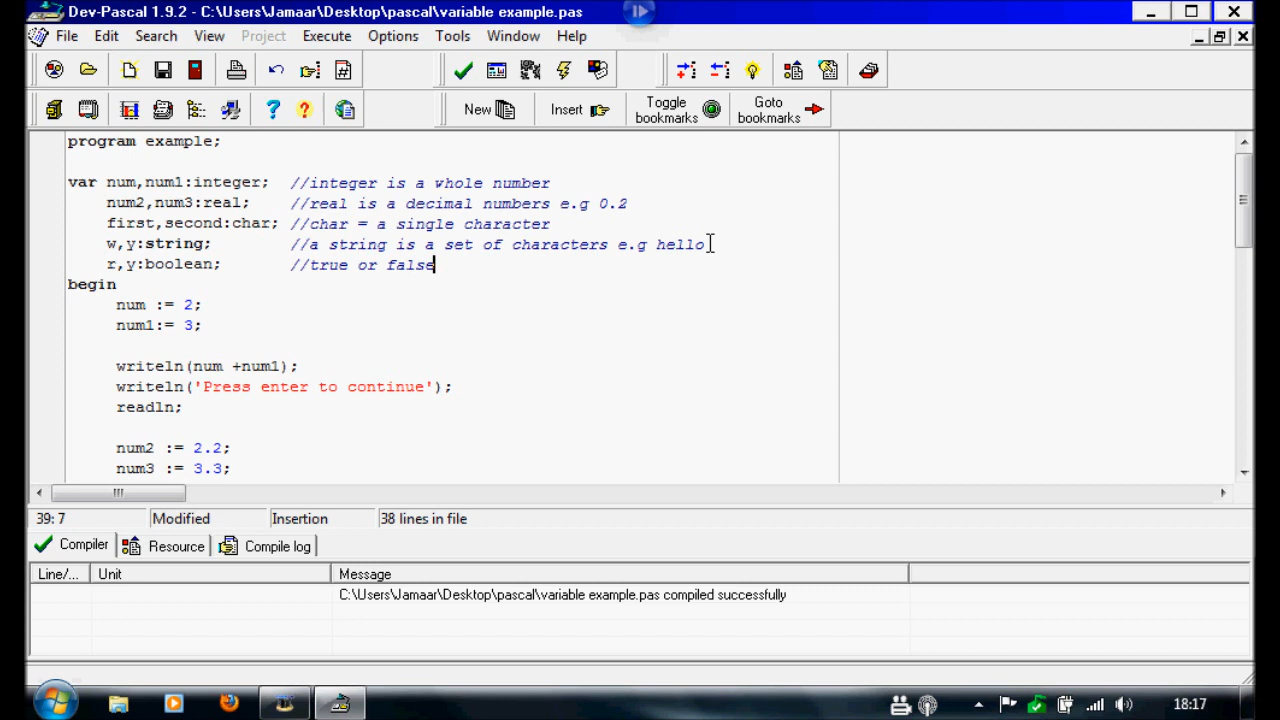 Dev-Pascal 1.9.2 - C:\Users\Jamaar\Desktop\pascal\variable example.pas
File Edit Search View Project Execute Options Tools Window Help
New Insert Toggle bookmarks Goto bookmarks
program example;
var num,num1:integer; //integer is a whole number
num2,num3:real; //real is a decimal numbers e.g 0.2
first,second:char; //char = a single character
w,y:string; //a string is a set of characters e.g hello
r,y:boolean; //true or false
begin
num := 2;
num1:= 3;
writeln(num +num1);
writeln('Press enter to continue');
readln;
num2 := 2.2;
num3 := 3.3;
39: 7 Modified Insertion 38 lines in file
Compiler Resource Compile log
Line/... Unit Message
C:\Users\Jamaar\Desktop\pascal\variable example.pas compiled successfully
18:17